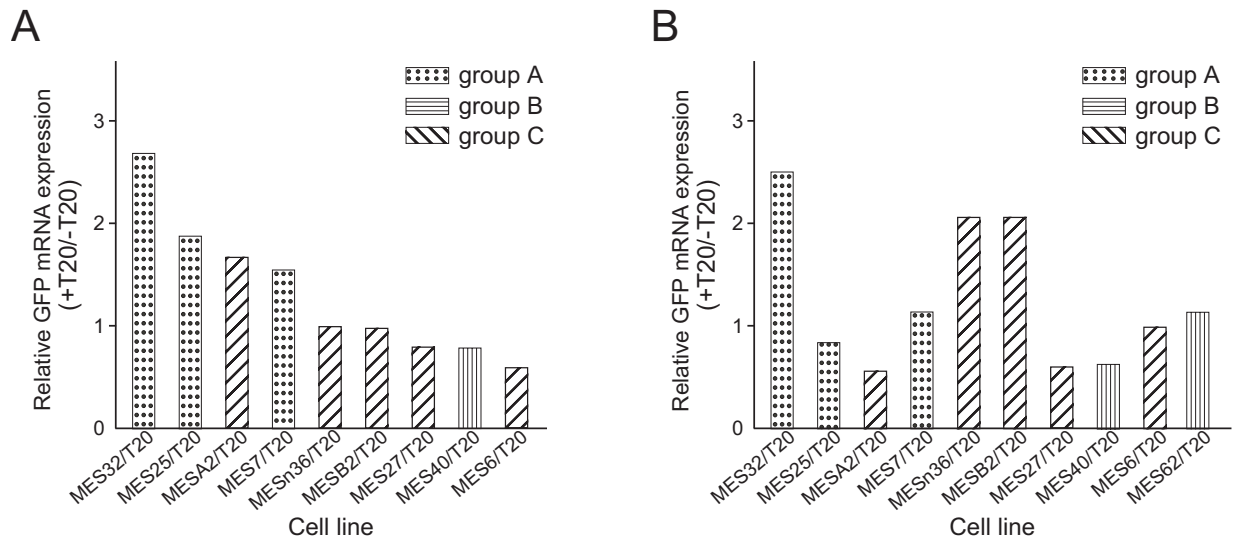 A
Relative GFP mRNA expression
(+T20/-T20)
3
2
1
0
group A
group B
group C
MES32/T20
MES25/T20
MESA2/T20
MES7/T20
MESn36/T20
MESB2/T20
MES27/T20
MES40/T20
MES6/T20
Cell line
B
Relative GFP mRNA expression
(+T20/-T20)
3
2
1
0
group A
group B
group C
MES32/T20
MES25/T20
MESA2/T20
MES7/T20
MESn36/T20
MESB2/T20
MES27/T20
MES40/T20
MES6/T20
MES62/T20
Cell line